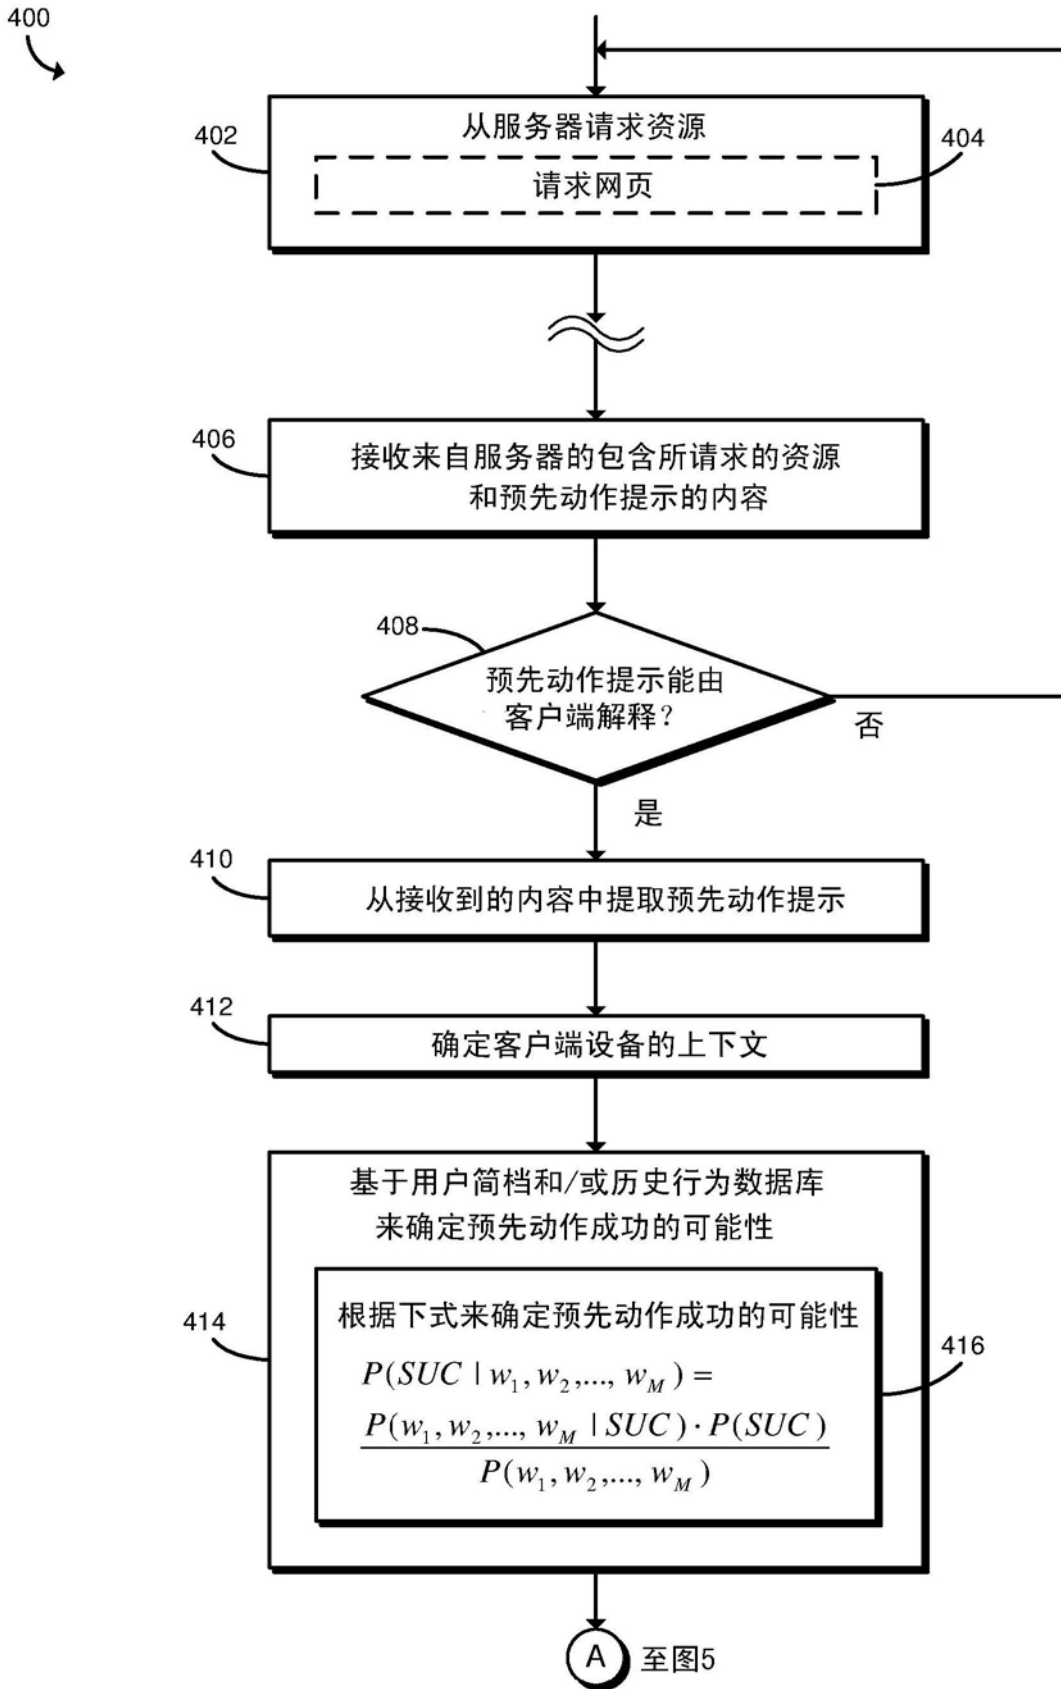 400
从服务器请求资源
402
404
请求网页
406
接收来自服务器的包含所请求的资源
和预先动作提示的内容
408
预先动作提示能由
客户端解释?
否
是
410
从接收到的内容中提取预先动作提示
412
确定客户端设备的上下文
基于用户简档和/或历史行为数据库
来确定预先动作成功的可能性
414
根据下式来确定预先动作成功的可能性
416
P(SUC | w₁, w₂,..., w_M) =
P(w₁, w₂,..., w_M | SUC) · P(SUC)
P(w₁, w₂,..., w_M)
A 至图5